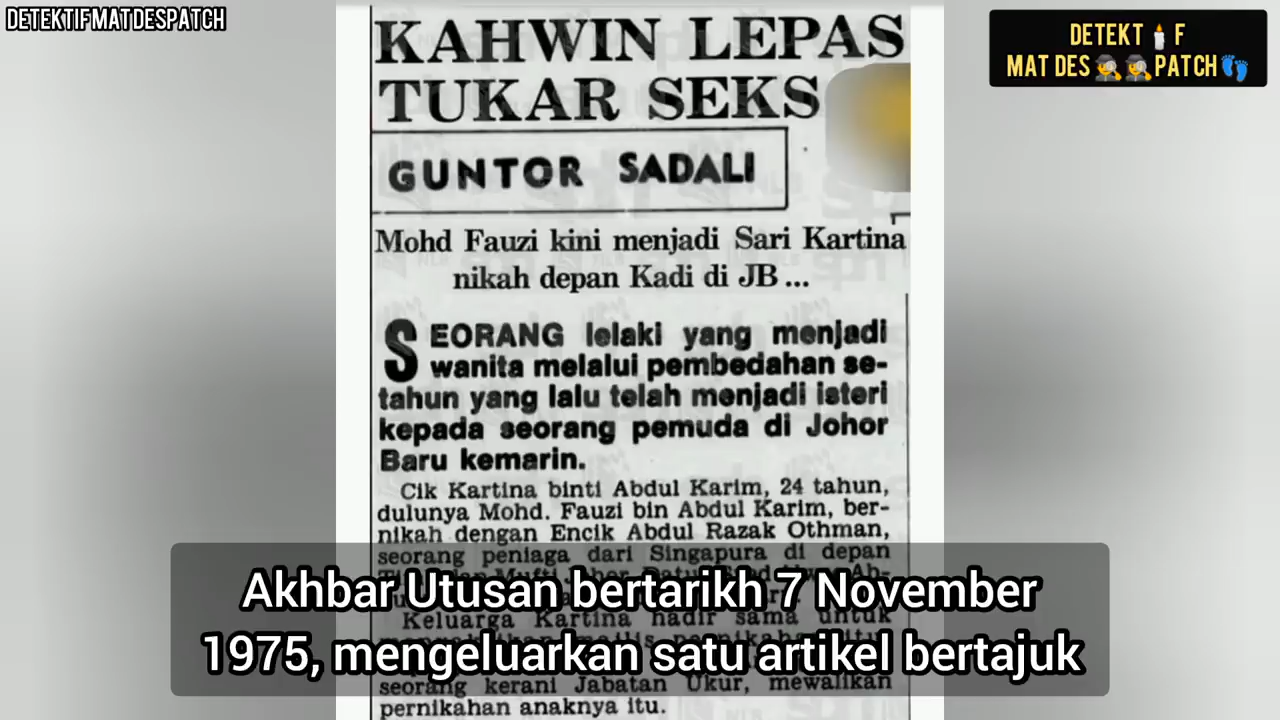 DETEKTIFMATDESPATCH
DETEKT F
MAT DES PATCH
KAHWIN LEPAS
TUKAR SEKS
GUNTOR SADALI
Mohd Fauzi kini menjadi Sari Kartina
nikah depan Kadi di JB ...
SEORANG lelaki yang menjadi
wanita melalui pembedahan se-
tahun yang lalu telah menjadi isteri
kepada seorang pemuda di Johor
Baru kemarin.
Cik Kartina binti Abdul Karim, 24 tahun,
dulunya Mohd. Fauzi bin Abdul Karim, ber-
nikah dengan Encik Abdul Razak Othman,
seorang peniaga dari Singapura di depan
Keluarga Kartina hadir sama untuk
seorang kerani Jabatan Ukur, mewalikan
pernikahan anaknya itu.
Akhbar Utusan bertarikh 7 November
1975, mengeluarkan satu artikel bertajuk